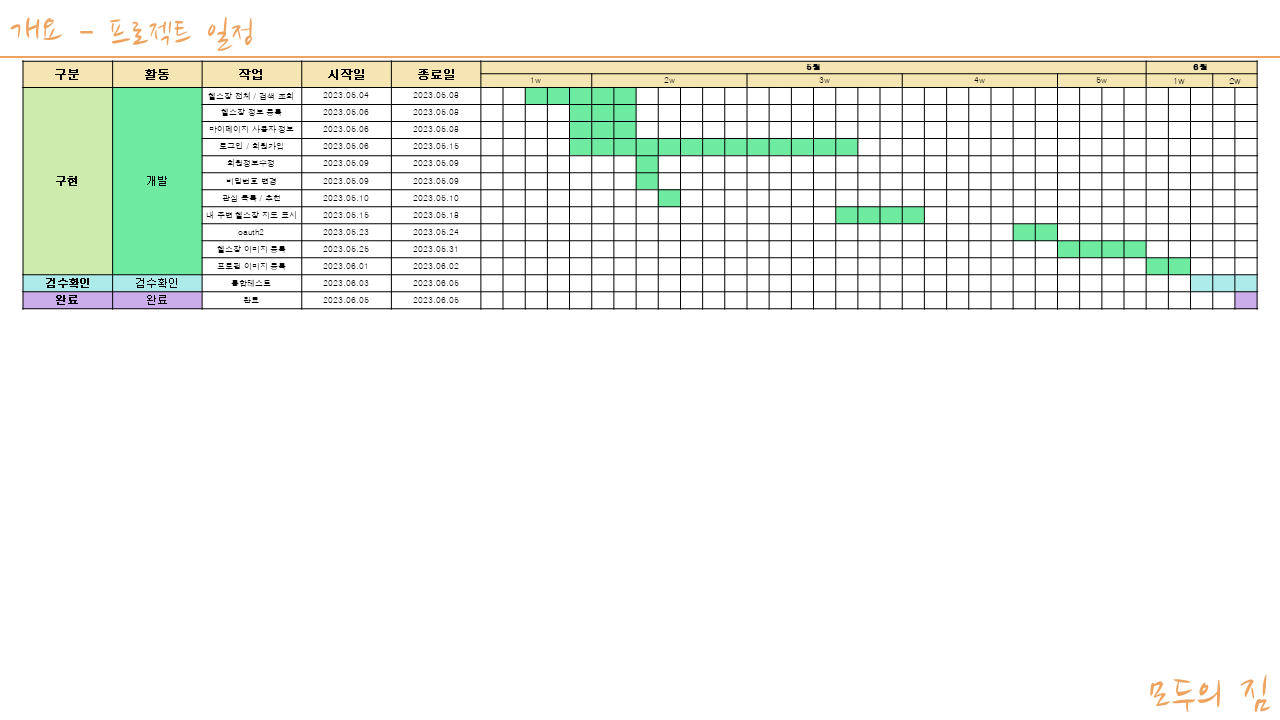 개요 - 프로젝트 일정
구분 활동 작업 시작일 종료일 5월 6월
1w 2w 3w 4w 5w 1w 2w
헬스장 전체 / 검색 조회 2023.05.04 2023.05.08
헬스장 정보 등록 2023.05.06 2023.05.08
마이페이지 사용자 정보 2023.05.06 2023.05.08
로그인 / 회원가입 2023.05.06 2023.05.15
회원정보수정 2023.05.09 2023.05.09
구현 개발 비밀번호 변경 2023.05.09 2023.05.09
관심 등록 / 추천 2023.05.10 2023.05.10
내 주변 헬스장 지도 표시 2023.05.15 2023.05.18
oauth2 2023.05.23 2023.05.24
헬스장 이미지 등록 2023.05.25 2023.05.31
프로필 이미지 등록 2023.06.01 2023.06.02
검수확인 검수확인 통합테스트 2023.06.03 2023.06.05
완료 완료 완료 2023.06.05 2023.06.05
모두의 짐